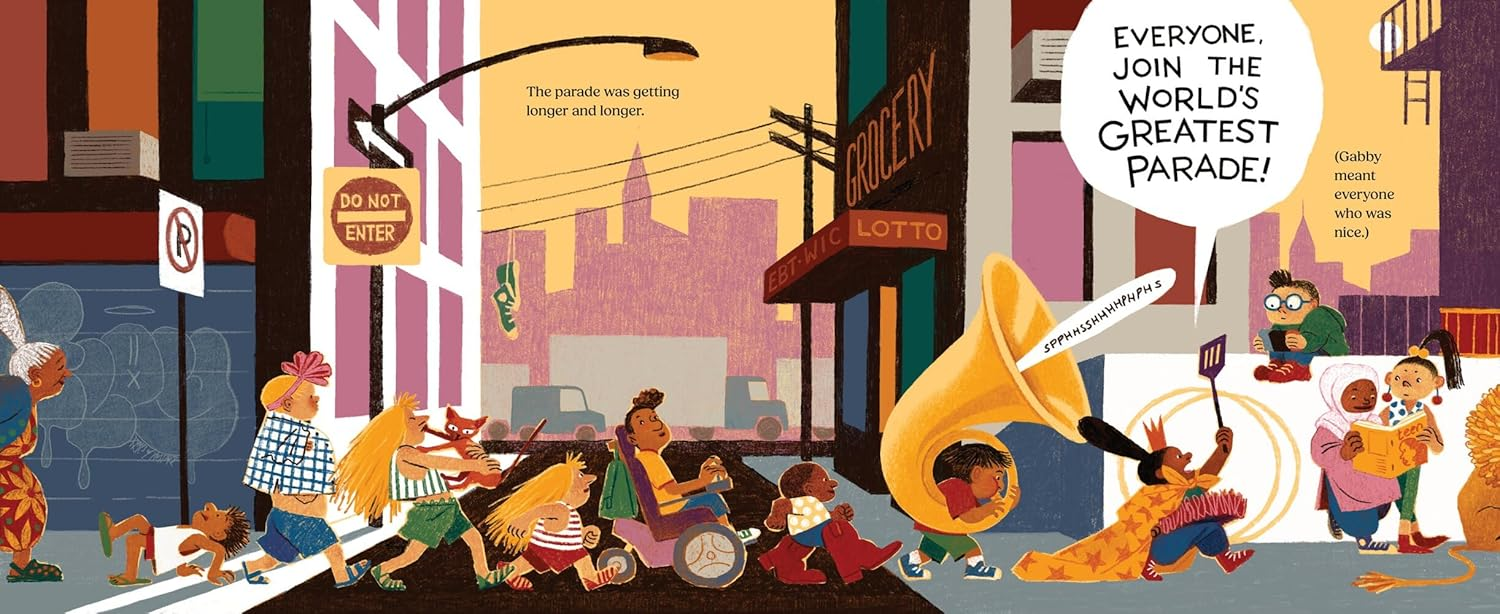 The parade was getting
longer and longer.
DO NOT
ENTER
P
GROCERY
EBT·WIC
LOTTO
SPPHHSSHHHHPHPHS
EVERYONE,
JOIN THE
WORLD'S
GREATEST
PARADE!
(Gabby
meant
everyone
who was
nice.)